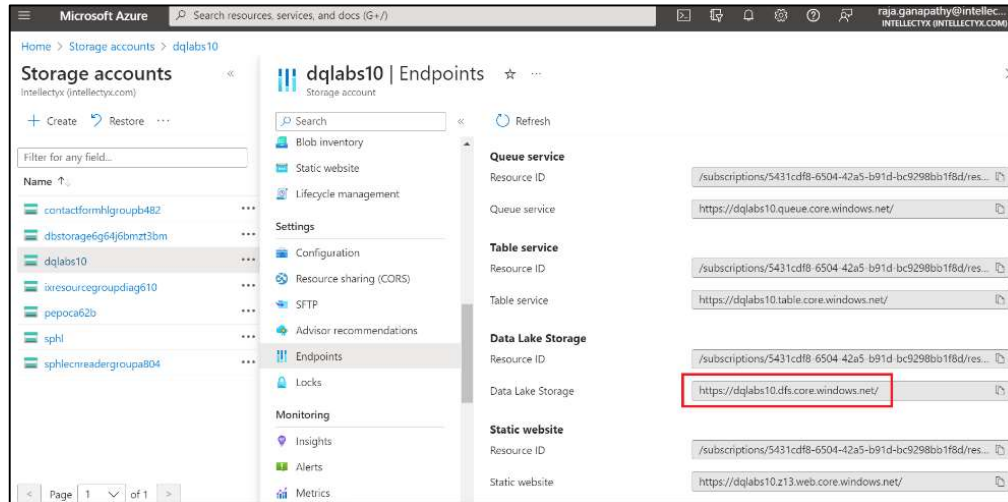 Microsoft Azure
Search resources, services, and docs (G+/)
raja.ganapathy@intellec...
INTELLECTYX (INTELLECTYX.COM)
Home > Storage accounts > dqlabs10
Storage accounts
Intellectyx (intellectyx.com)
+ Create
Restore
...
Filter for any field...
Name ↑
contactformhlgroupb482
dbstorage6g64j6bmzt3bm
dqlabs10
ixresourcegroupdiag610
pepoca62b
sphl
sphlecnreadergroupa804
< Page 1 of 1 >
dqlabs10 | Endpoints
Storage account
Search
Blob inventory
Static website
Lifecycle management
Settings
Configuration
Resource sharing (CORS)
SFTP
Advisor recommendations
Endpoints
Locks
Monitoring
Insights
Alerts
Metrics
Refresh
Queue service
Resource ID
/subscriptions/5431cdf8-6504-42a5-b91d-bc9298bb1f8d/res...
Queue service
https://dqlabs10.queue.core.windows.net/
Table service
Resource ID
/subscriptions/5431cdf8-6504-42a5-b91d-bc9298bb1f8d/res...
Table service
https://dqlabs10.table.core.windows.net/
Data Lake Storage
Resource ID
/subscriptions/5431cdf8-6504-42a5-b91d-bc9298bb1f8d/res...
Data Lake Storage
https://dqlabs10.dfs.core.windows.net/
Static website
Resource ID
/subscriptions/5431cdf8-6504-42a5-b91d-bc9298bb1f8d/res...
Static website
https://dqlabs10.z13.web.core.windows.net/